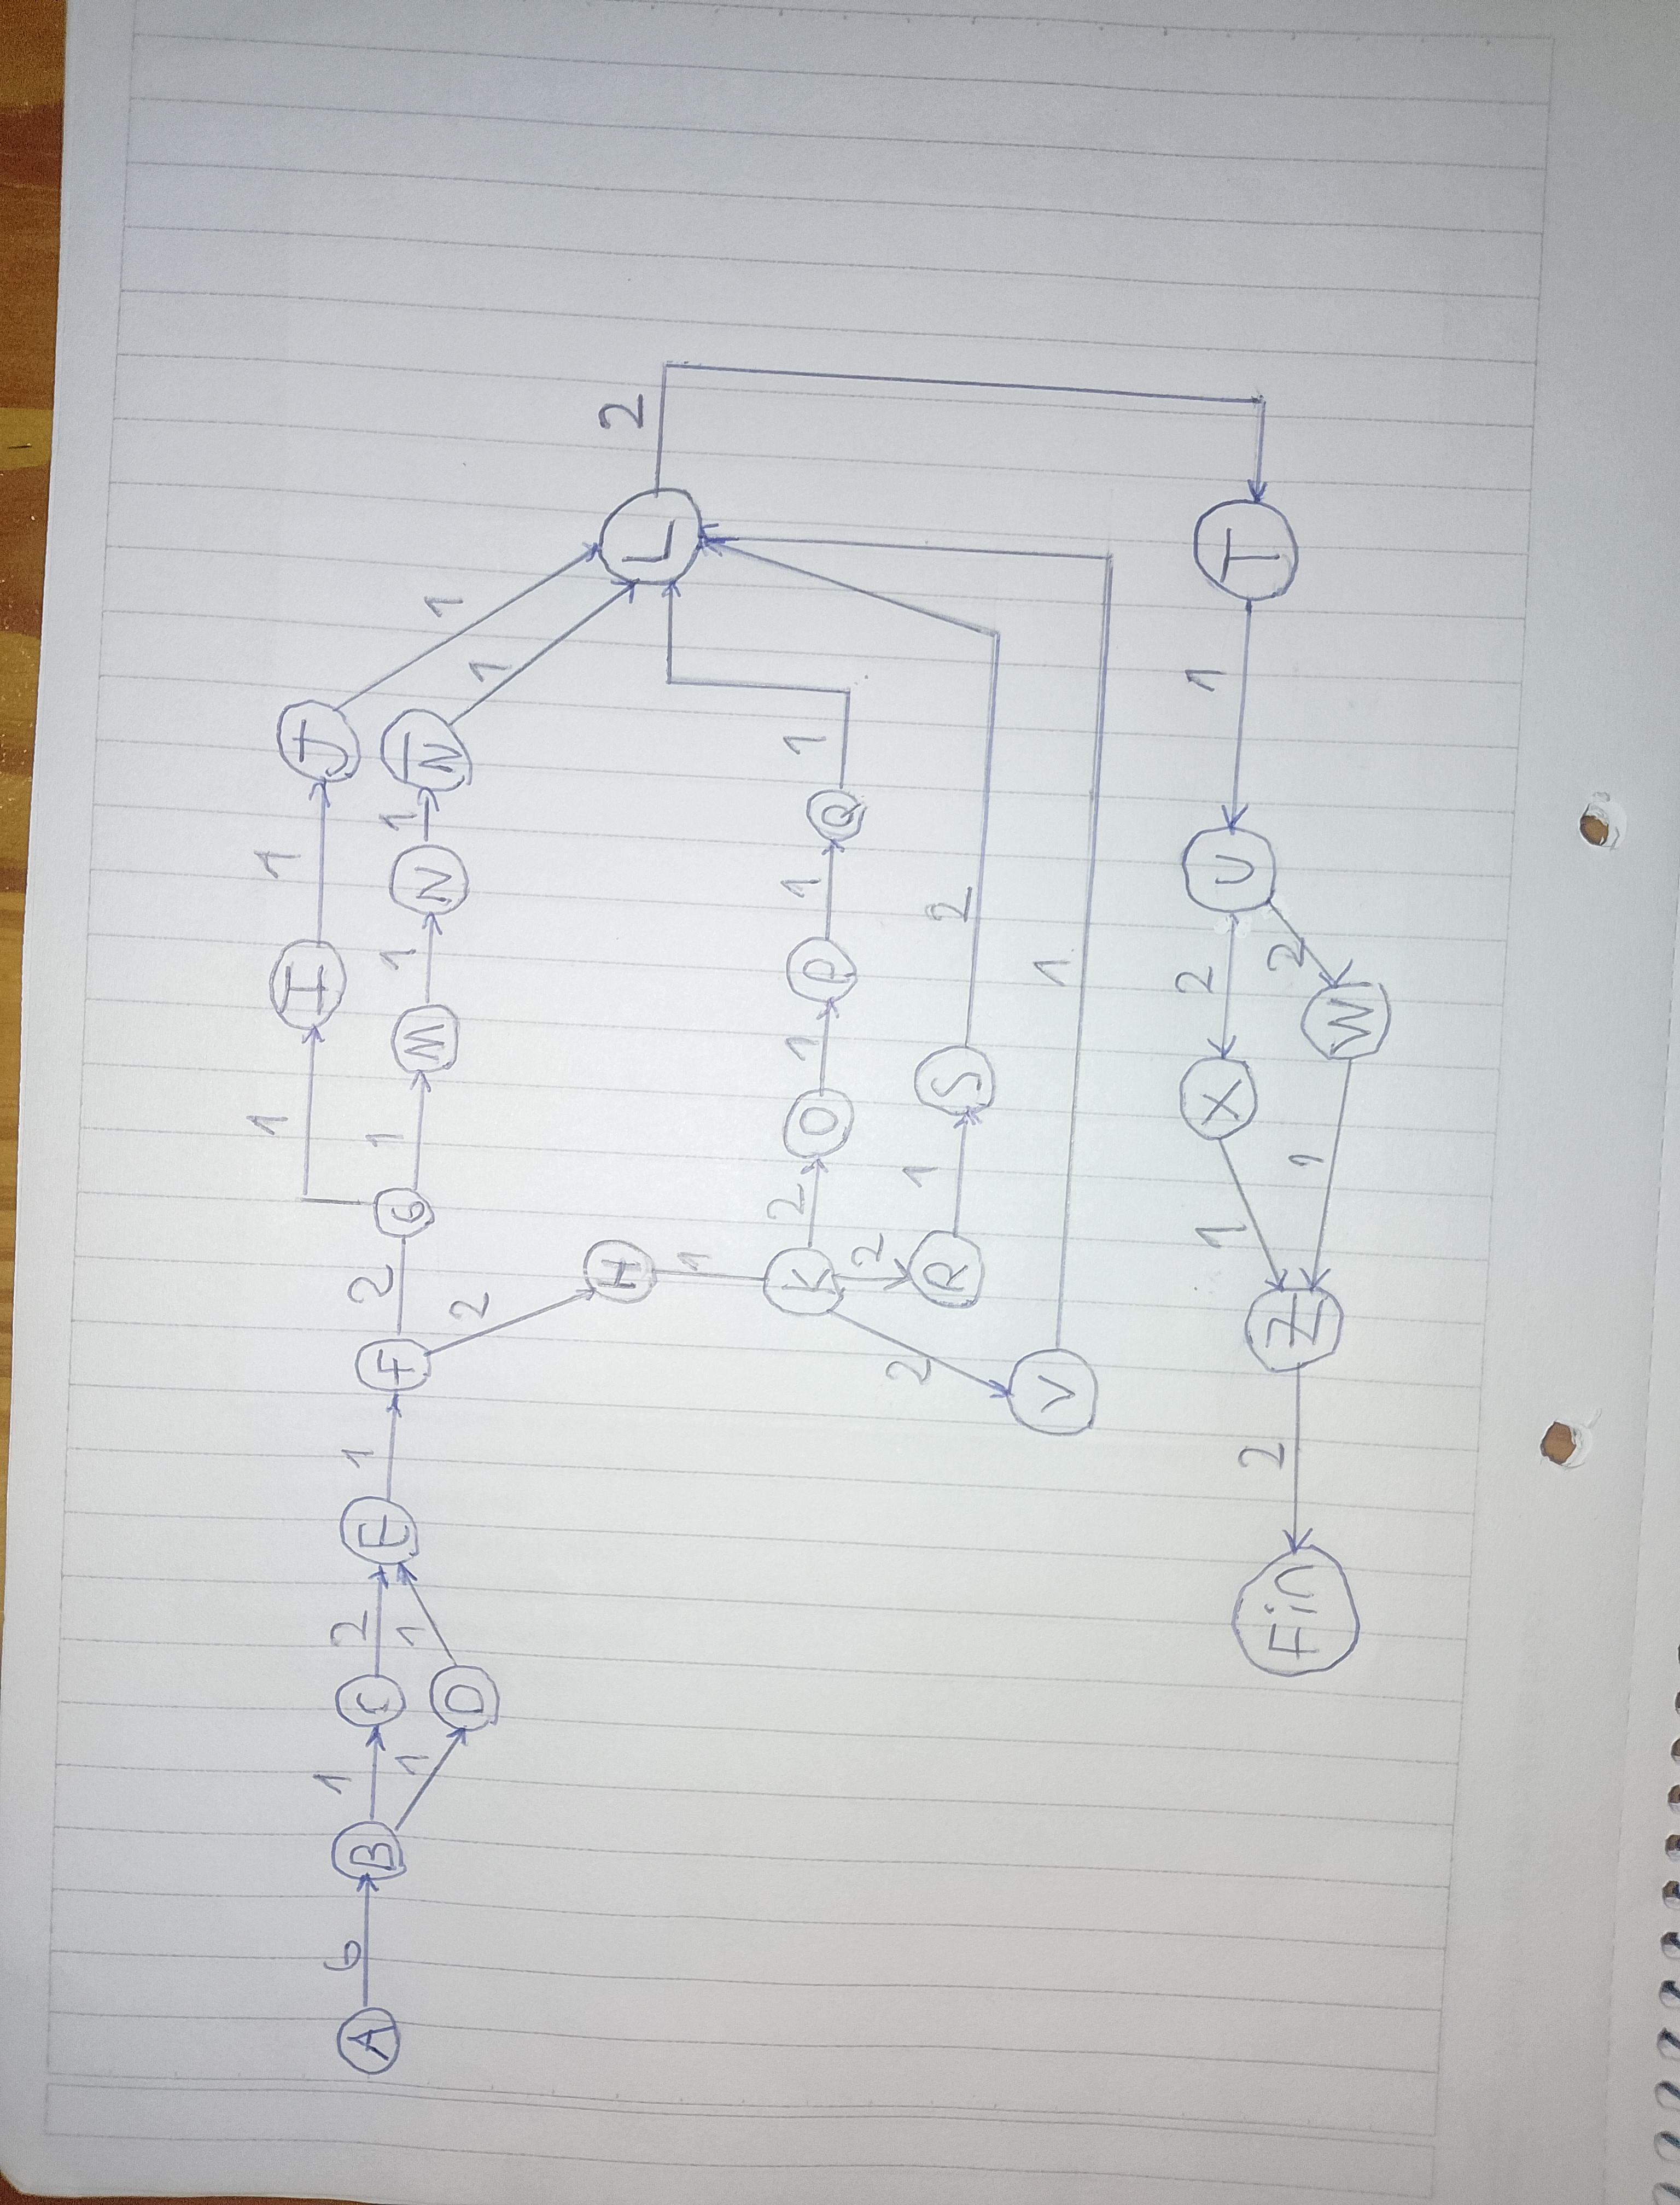 1 1
I J 1
A 6 B 1 C 2 E 1 F 2 G 1 M 1 N 1 Ñ 1
1 D 1 2
H 1 L 2
K 2 O 1 P 1 Q 1
2 2 R 1 S 2
V 1
1 X 2 U 1 T
Fin 2 Z 1 W 2